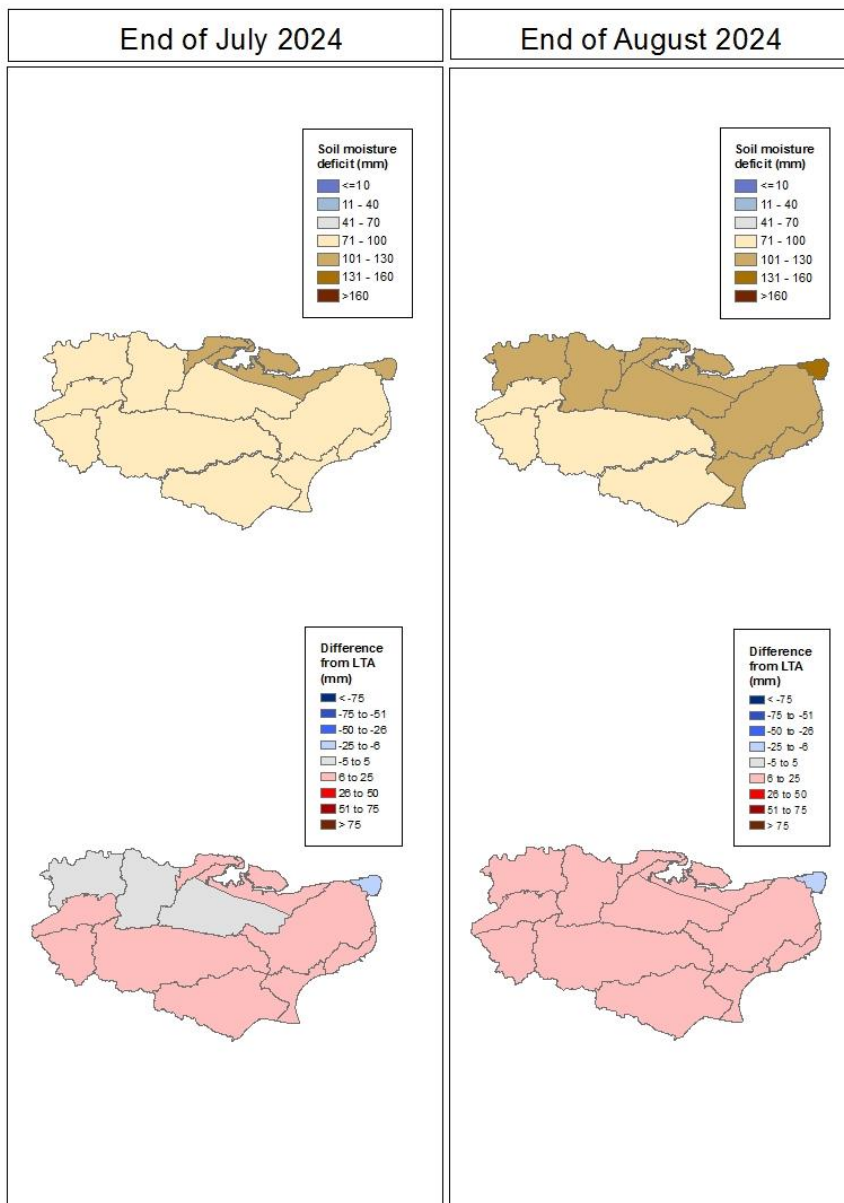 End of July 2024
End of August 2024
Soil moisture
deficit (mm)
<=10
11 - 40
41 - 70
71 - 100
101 - 130
131 - 160
>160
Soil moisture
deficit (mm)
<=10
11 - 40
41 - 70
71 - 100
101 - 130
131 - 160
>160
Difference
from LTA
(mm)
< -75
-75 to -51
-50 to -26
-25 to -6
-5 to 5
6 to 25
26 to 50
51 to 75
> 75
Difference
from LTA
(mm)
< -75
-75 to -51
-50 to -26
-25 to -6
-5 to 5
6 to 25
26 to 50
51 to 75
> 75